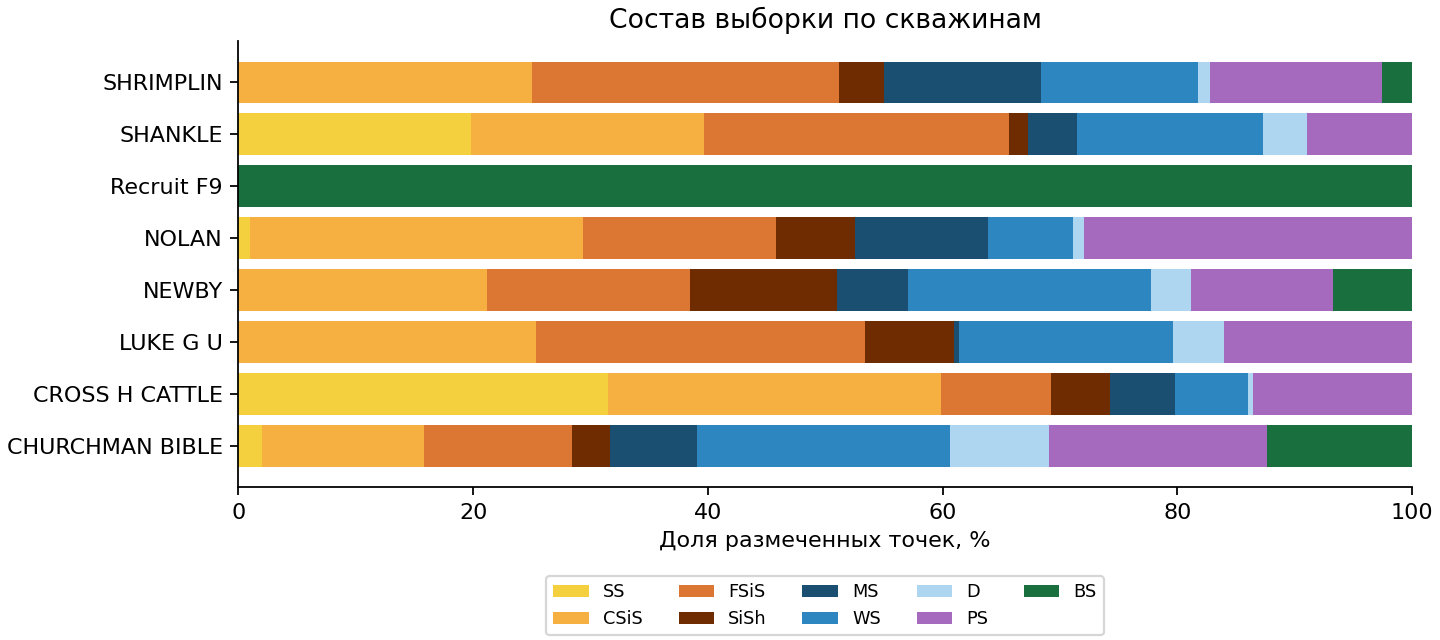 Состав выборки по скважинам
SHRIMPLIN
SHANKLE
Recruit F9
NOLAN
NEWBY
LUKE G U
CROSS H CATTLE
CHURCHMAN BIBLE
0 20 40 60 80 100
Доля размеченных точек, %
SS FSiS MS D BS
CSiS SiSh WS PS